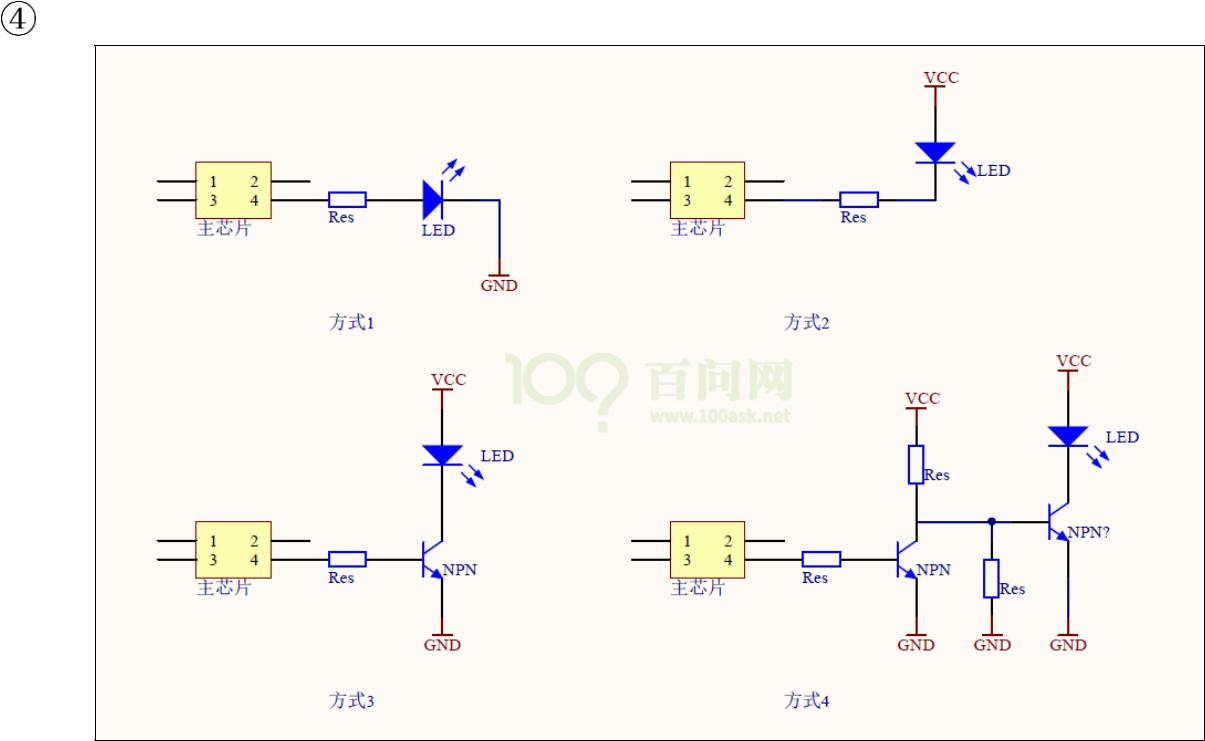 ④
VCC
1 2
3 4
主芯片
Res
LED
GND
方式1
1 2
3 4
主芯片
Res
LED
方式2
100? 百问网
www.100ask.net
VCC
LED
1 2
3 4
主芯片
Res
NPN
GND
方式3
VCC
VCC
LED
Res
1 2
3 4
主芯片
Res
NPN
NPN?
Res
GND
GND
GND
方式4